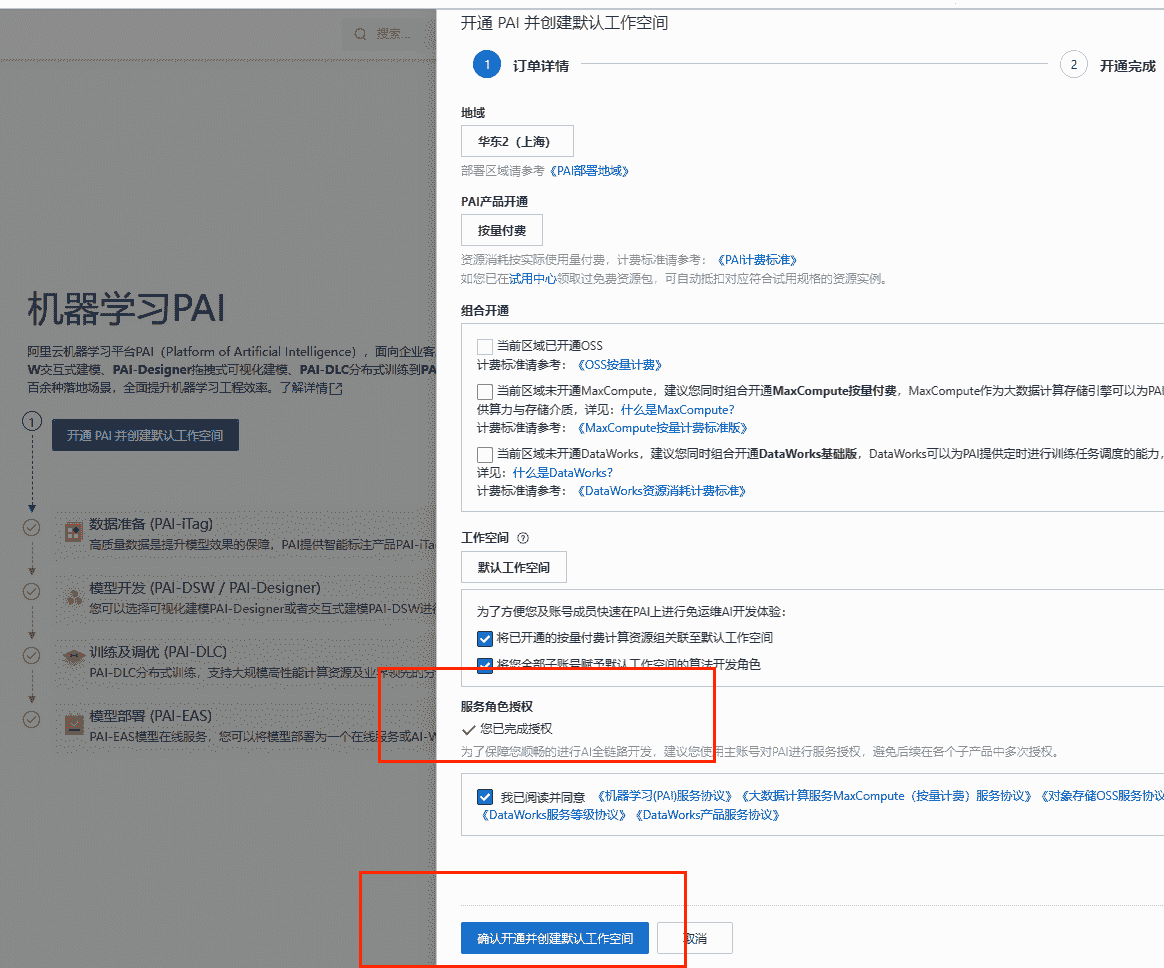 搜索...
开通 PAI 并创建默认工作空间
1 订单详情
2 开通完成
地域
华东2（上海）
部署区域请参考《PAI部署地域》
PAI产品开通
按量付费
资源消耗按实际使用量付费，计费标准请参考：《PAI计费标准》
如您已在试用中心领取过免费资源包，可自动抵扣对应符合试用规格的资源实例。
组合开通
当前区域已开通OSS
计费标准请参考：《OSS按量计费》
当前区域未开通MaxCompute，建议您同时组合开通MaxCompute按量付费，MaxCompute作为大数据计算存储引擎可以为PAI
供算力与存储介质，详见：什么是MaxCompute?
计费标准请参考：《MaxCompute按量计费标准版》
当前区域未开通DataWorks，建议您同时组合开通DataWorks基础版，DataWorks可以为PAI提供定时进行训练任务调度的能力，
详见：什么是DataWorks?
计费标准请参考：《DataWorks资源消耗计费标准》
工作空间
默认工作空间
为了方便您及账号成员快速在PAI上进行免运维AI开发体验：
将已开通的按量付费计算资源组关联至默认工作空间
将您全部子账号赋予默认工作空间的算法开发角色
服务角色授权
您已完成授权
为了保障您顺畅的进行AI全链路开发，建议您使用主账号对PAI进行服务授权，避免后续在各个子产品中多次授权。
我已阅读并同意 《机器学习(PAI)服务协议》《大数据计算服务MaxCompute（按量计费）服务协议》《对象存储OSS服务协议
《DataWorks服务等级协议》《DataWorks产品服务协议》
确认开通并创建默认工作空间
取消
机器学习PAI
阿里云机器学习平台PAI（Platform of Artificial Intelligence），面向企业客
W交互式建模、PAI-Designer拖拽式可视化建模、PAI-DLC分布式训练到PA
百余种落地场景，全面提升机器学习工程效率。了解详情
1
开通 PAI 并创建默认工作空间
数据准备 (PAI-iTag)
高质量数据是提升模型效果的保障，PAI提供智能标注产品PAI-iTa
模型开发 (PAI-DSW / PAI-Designer)
您可以选择可视化建模PAI-Designer或者交互式建模PAI-DSW进行
训练及调优 (PAI-DLC)
PAI-DLC分布式训练，支持大规模高性能计算资源及业界领先的分
模型部署 (PAI-EAS)
PAI-EAS模型在线服务，您可以将模型部署为一个在线服务或AI-W